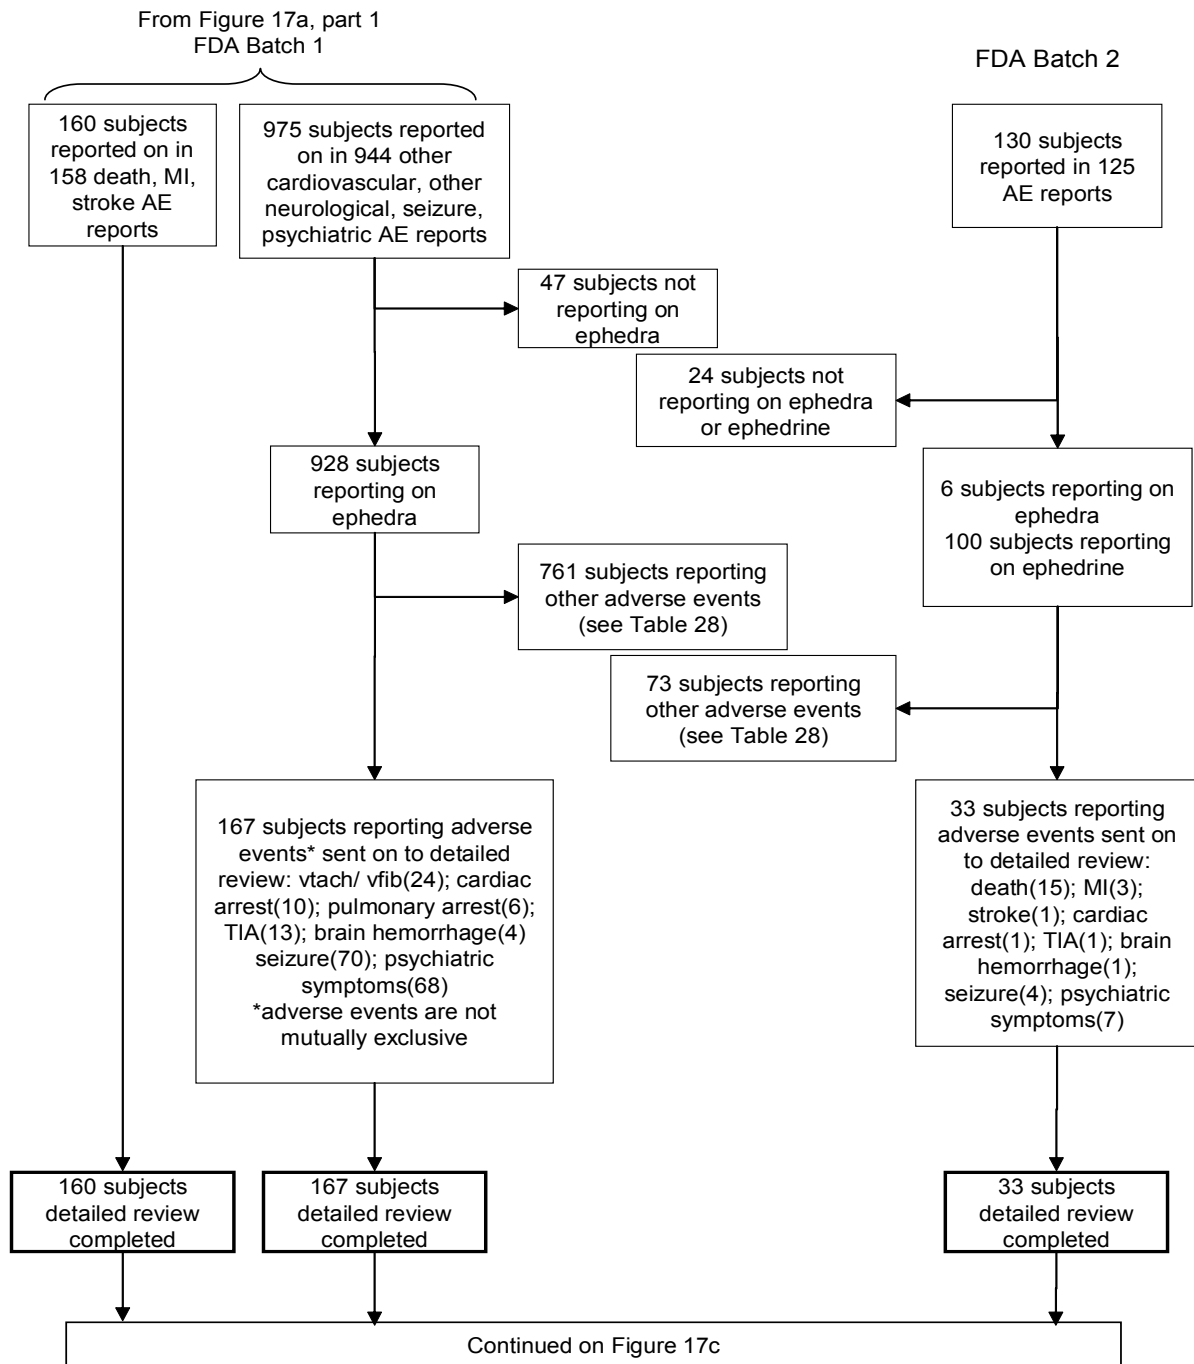 From Figure 17a, part 1
FDA Batch 1
FDA Batch 2
160 subjects
reported on in
158 death, MI,
stroke AE
reports
975 subjects reported
on in 944 other
cardiovascular, other
neurological, seizure,
psychiatric AE reports
130 subjects
reported in 125
AE reports
47 subjects not
reporting on
ephedra
24 subjects not
reporting on ephedra
or ephedrine
928 subjects
reporting on
ephedra
6 subjects reporting on
ephedra
100 subjects reporting
on ephedrine
761 subjects reporting
other adverse events
(see Table 28)
73 subjects reporting
other adverse events
(see Table 28)
167 subjects reporting adverse
events* sent on to detailed
review: vtach/ vfib(24); cardiac
arrest(10); pulmonary arrest(6);
TIA(13); brain hemorrhage(4)
seizure(70); psychiatric
symptoms(68)
*adverse events are not
mutually exclusive
33 subjects reporting
adverse events sent on
to detailed review:
death(15); MI(3);
stroke(1); cardiac
arrest(1); TIA(1); brain
hemorrhage(1);
seizure(4); psychiatric
symptoms(7)
160 subjects
detailed review
completed
167 subjects
detailed review
completed
33 subjects
detailed review
completed
Continued on Figure 17c